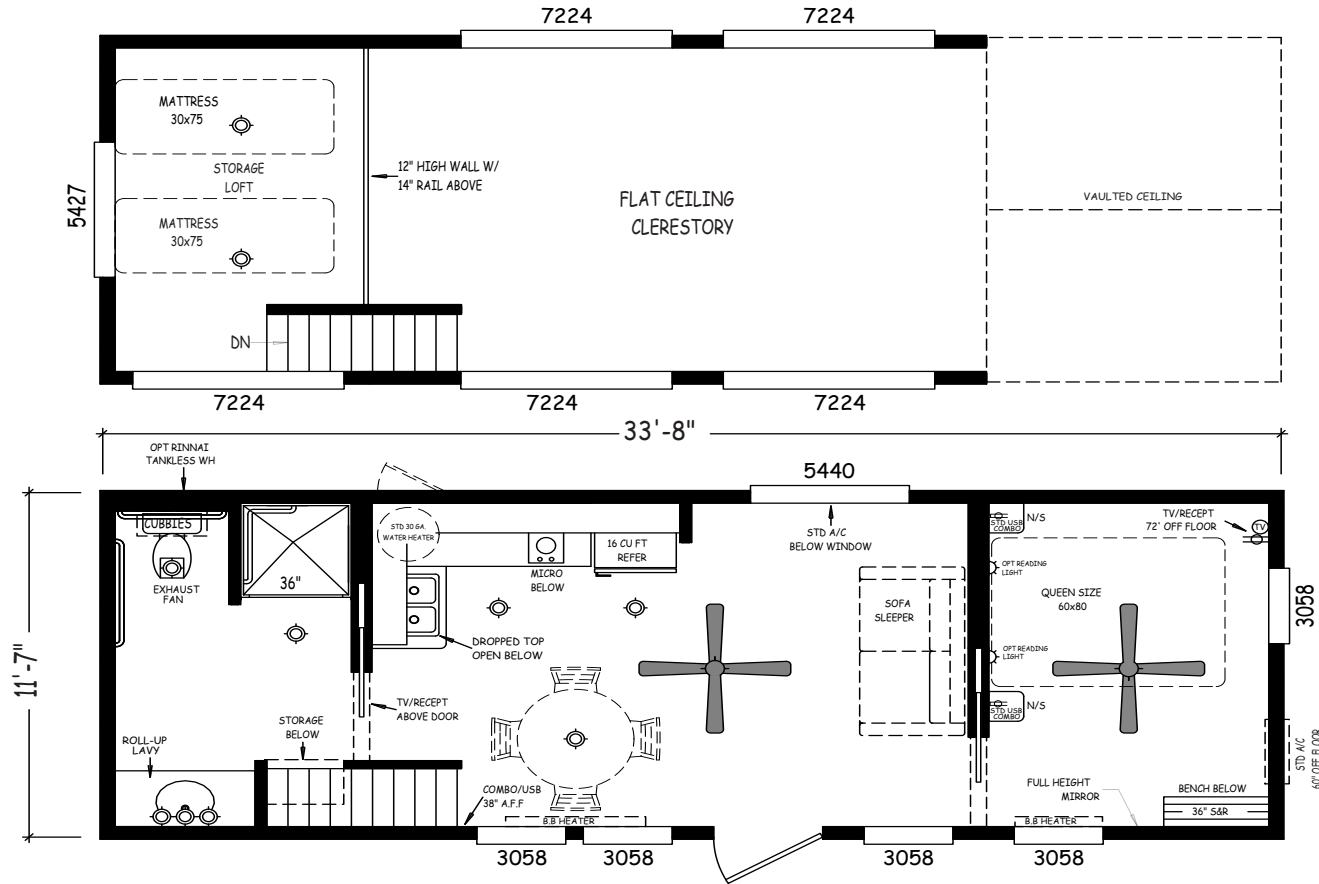 7224
7224
MATTRESS
30x75
STORAGE
LOFT
12" HIGH WALL W/
14" RAIL ABOVE
5427
FLAT CEILING
CLERESTORY
VAULTED CEILING
MATTRESS
30x75
DN
7224
7224
7224
33'-8"
OPT RINNAI
TANKLESS WH
5440
CUBBIES
EXHAUST
FAN
36"
STD 30 GA.
WATER HEATER
MICRO
BELOW
16 CU FT
REFER
STD A/C
BELOW WINDOW
STD USB
COMBO
N/S
TV/RECEPT
72' OFF FLOOR
TV
OPT READING
LIGHT
QUEEN SIZE
60x80
3058
SOFA
SLEEPER
DROPPED TOP
OPEN BELOW
OPT READING
LIGHT
11'-7"
TV/RECEPT
ABOVE DOOR
STORAGE
BELOW
STD USB
COMBO
N/S
ROLL-UP
LAVY
COMBO/USB
38" A.F.F
STD A/C
60" OFF FLOOR
FULL HEIGHT
MIRROR
BENCH BELOW
36" S&R
B.B HEATER
B.B HEATER
3058
3058
3058
3058